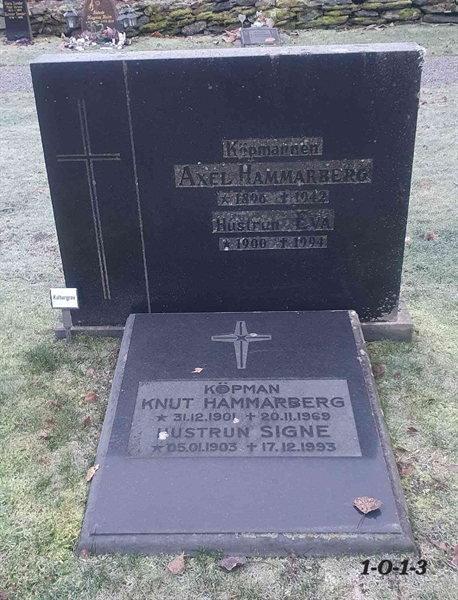 Köpmannen
AXEL HAMMARBERG
★ 1896 ✝ 1942
Hustrun EVA
★ 1900 ✝ 1994
Kulturgrav
KÖPMAN
KNUT HAMMARBERG
★ 31.12.1901 ✝ 20.11.1969
HUSTRUN SIGNE
★ 05.01.1903 ✝ 17.12.1993
1-0-1-3